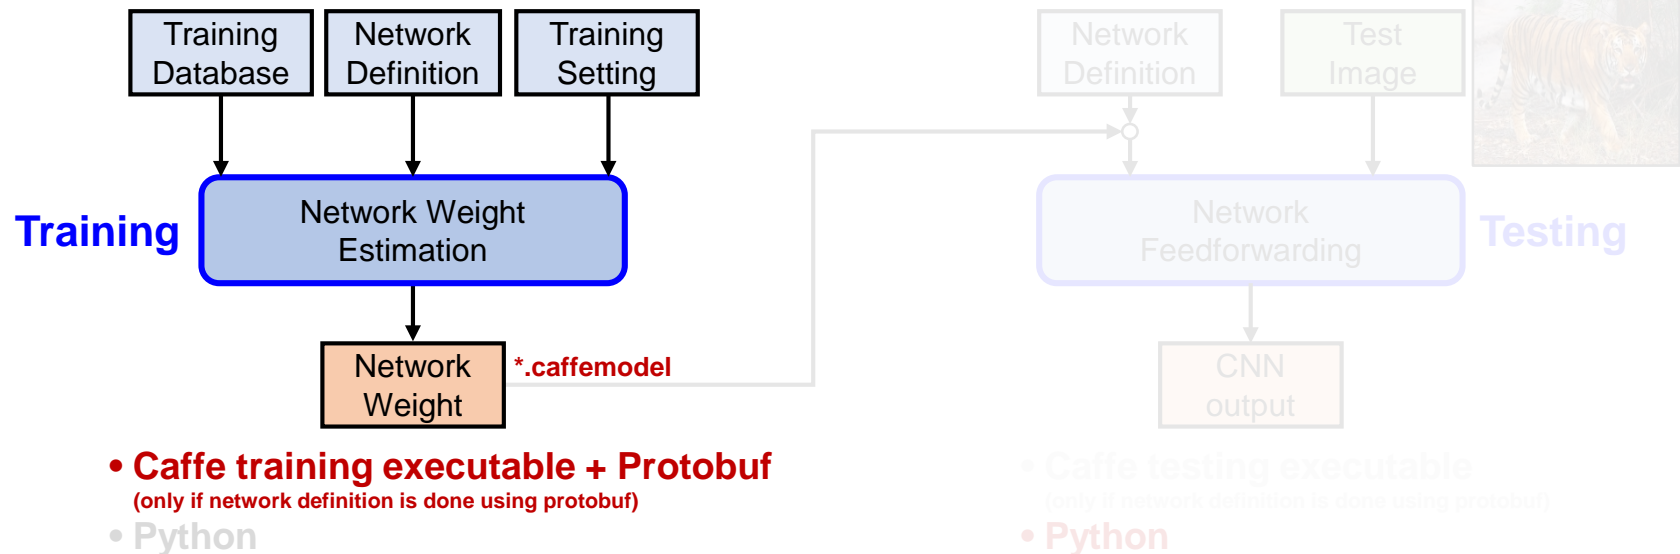 Training
Database
Network
Definition
Training
Setting
Network Weight
Estimation
Training
Network
Weight
*.caffemodel
• Caffe training executable + Protobuf
(only if network definition is done using protobuf)
• Python
Network
Definition
Test
Image
Network
Feedforwarding
Testing
CNN
output
• Caffe testing executable
(only if network definition is done using protobuf)
• Python